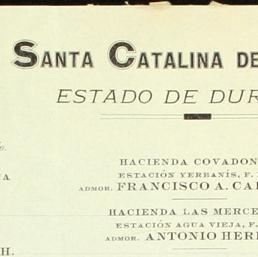 SANTA CATALINA DE
ESTADO DE DUR
HACIENDA COVADON
ESTACIÓN YERBANÍS, F.
ADMOR. FRANCISCO A. CA
HACIENDA LAS MERCE
ESTACIÓN AGUA VIEJA, F.
ADMOR. ANTONIO HER
H.